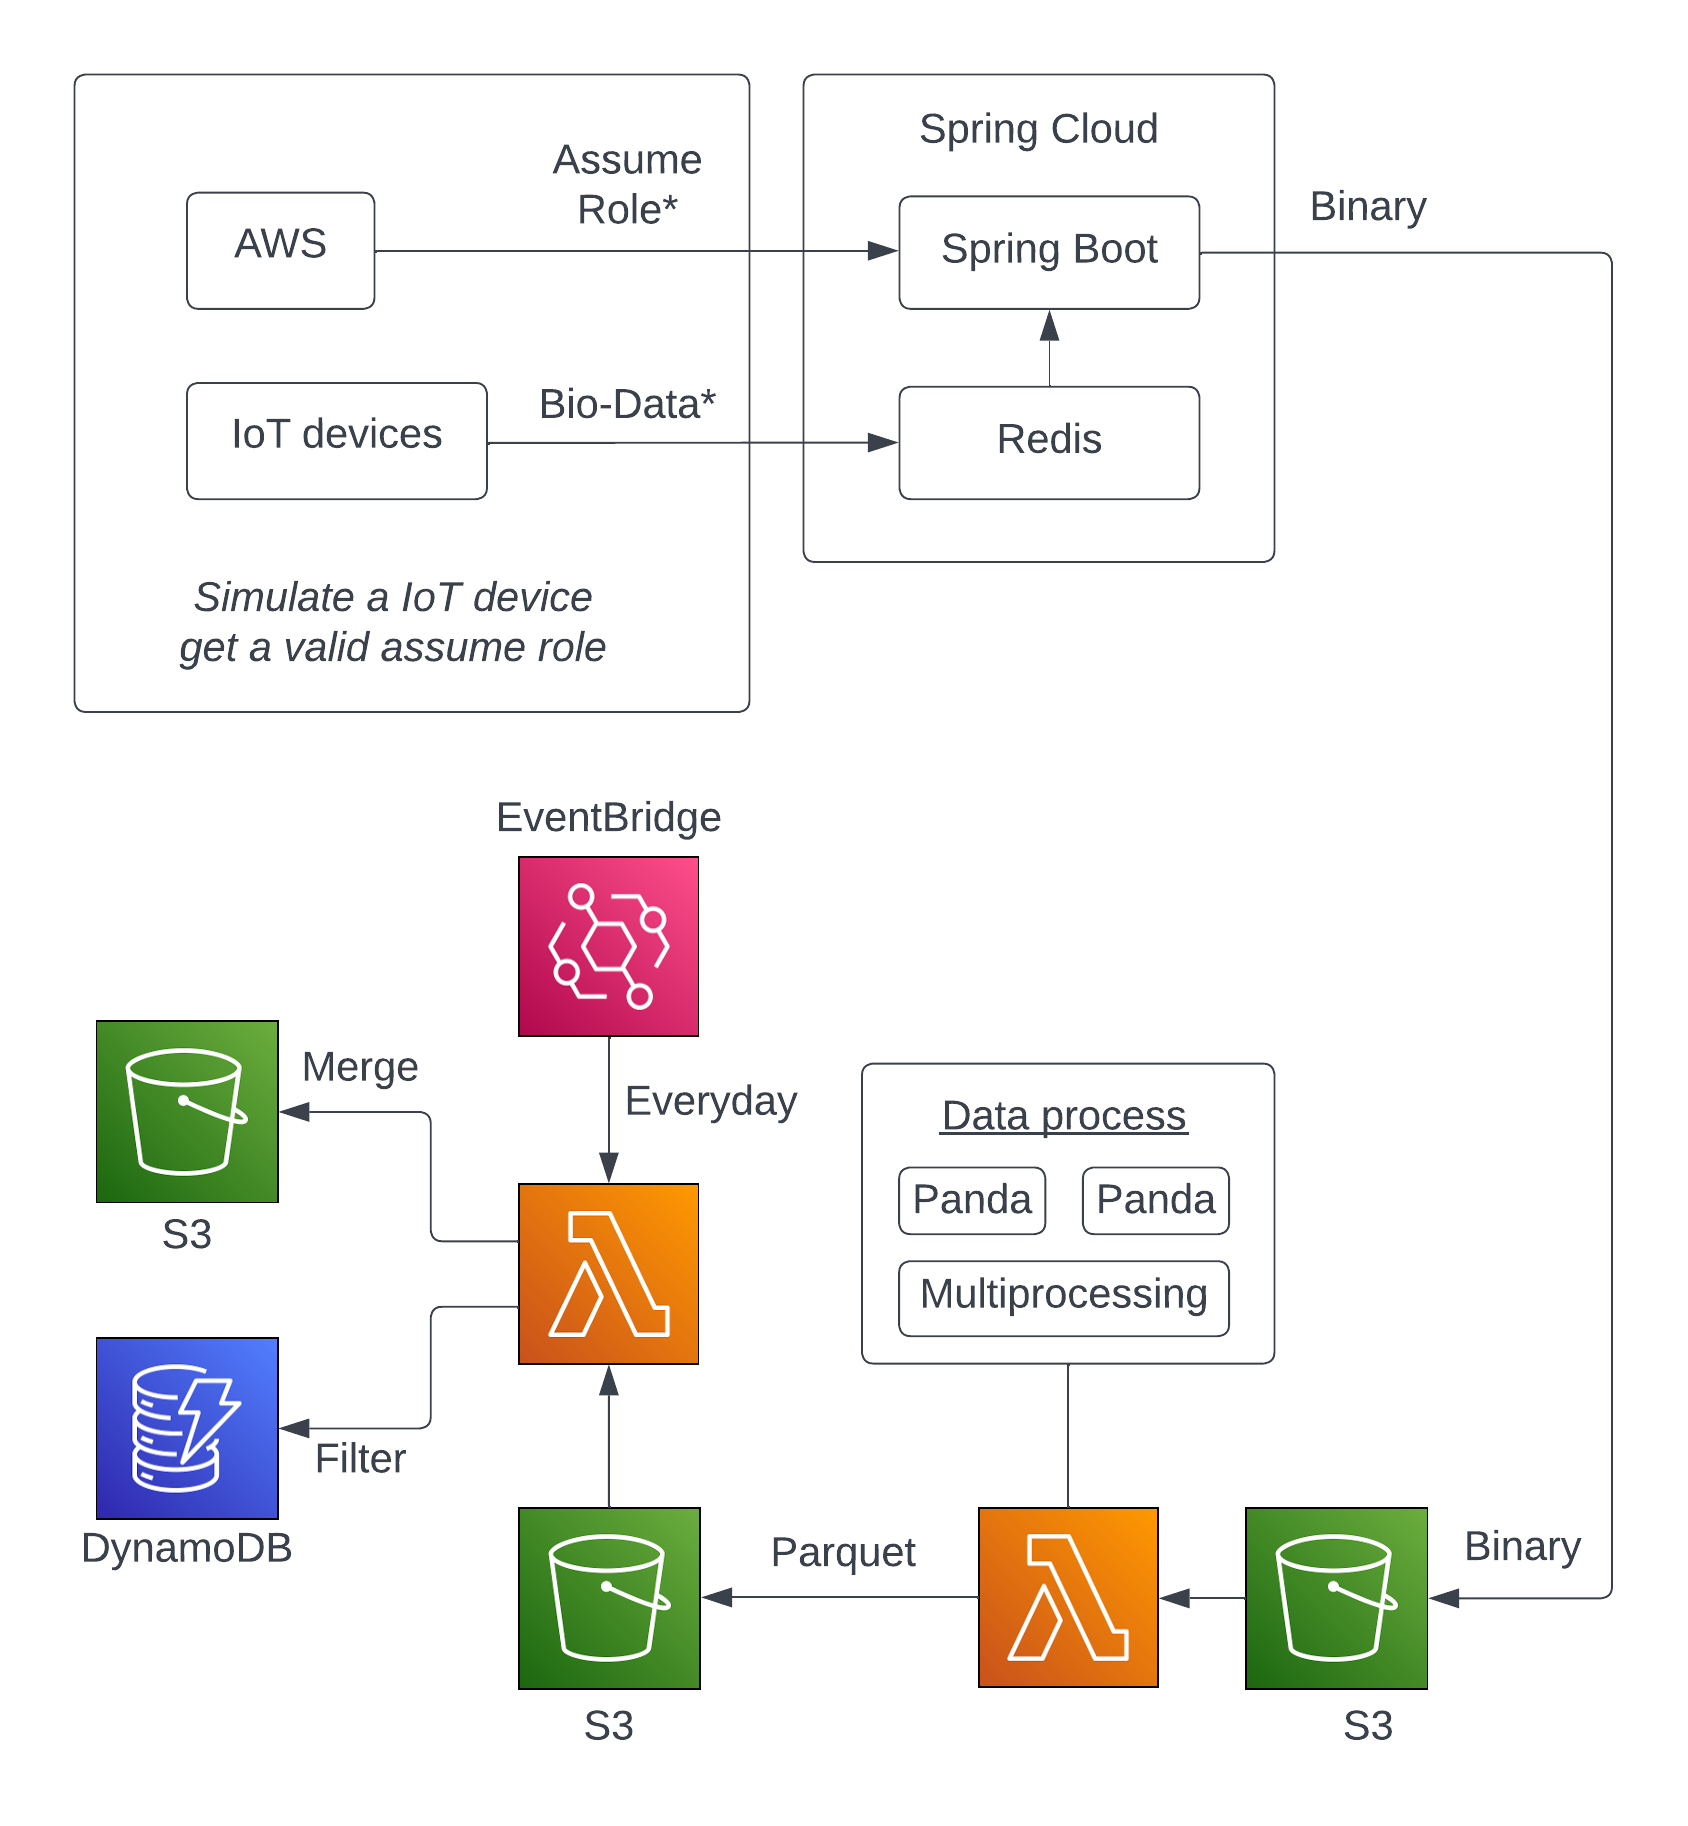 Spring Cloud
Assume
Role*
AWS
Spring Boot
Binary
Bio-Data*
IoT devices
Redis
Simulate a IoT device
get a valid assume role
EventBridge
Merge
Everyday
Data process
Panda
Panda
S3
Multiprocessing
Filter
DynamoDB
Parquet
Binary
S3
S3